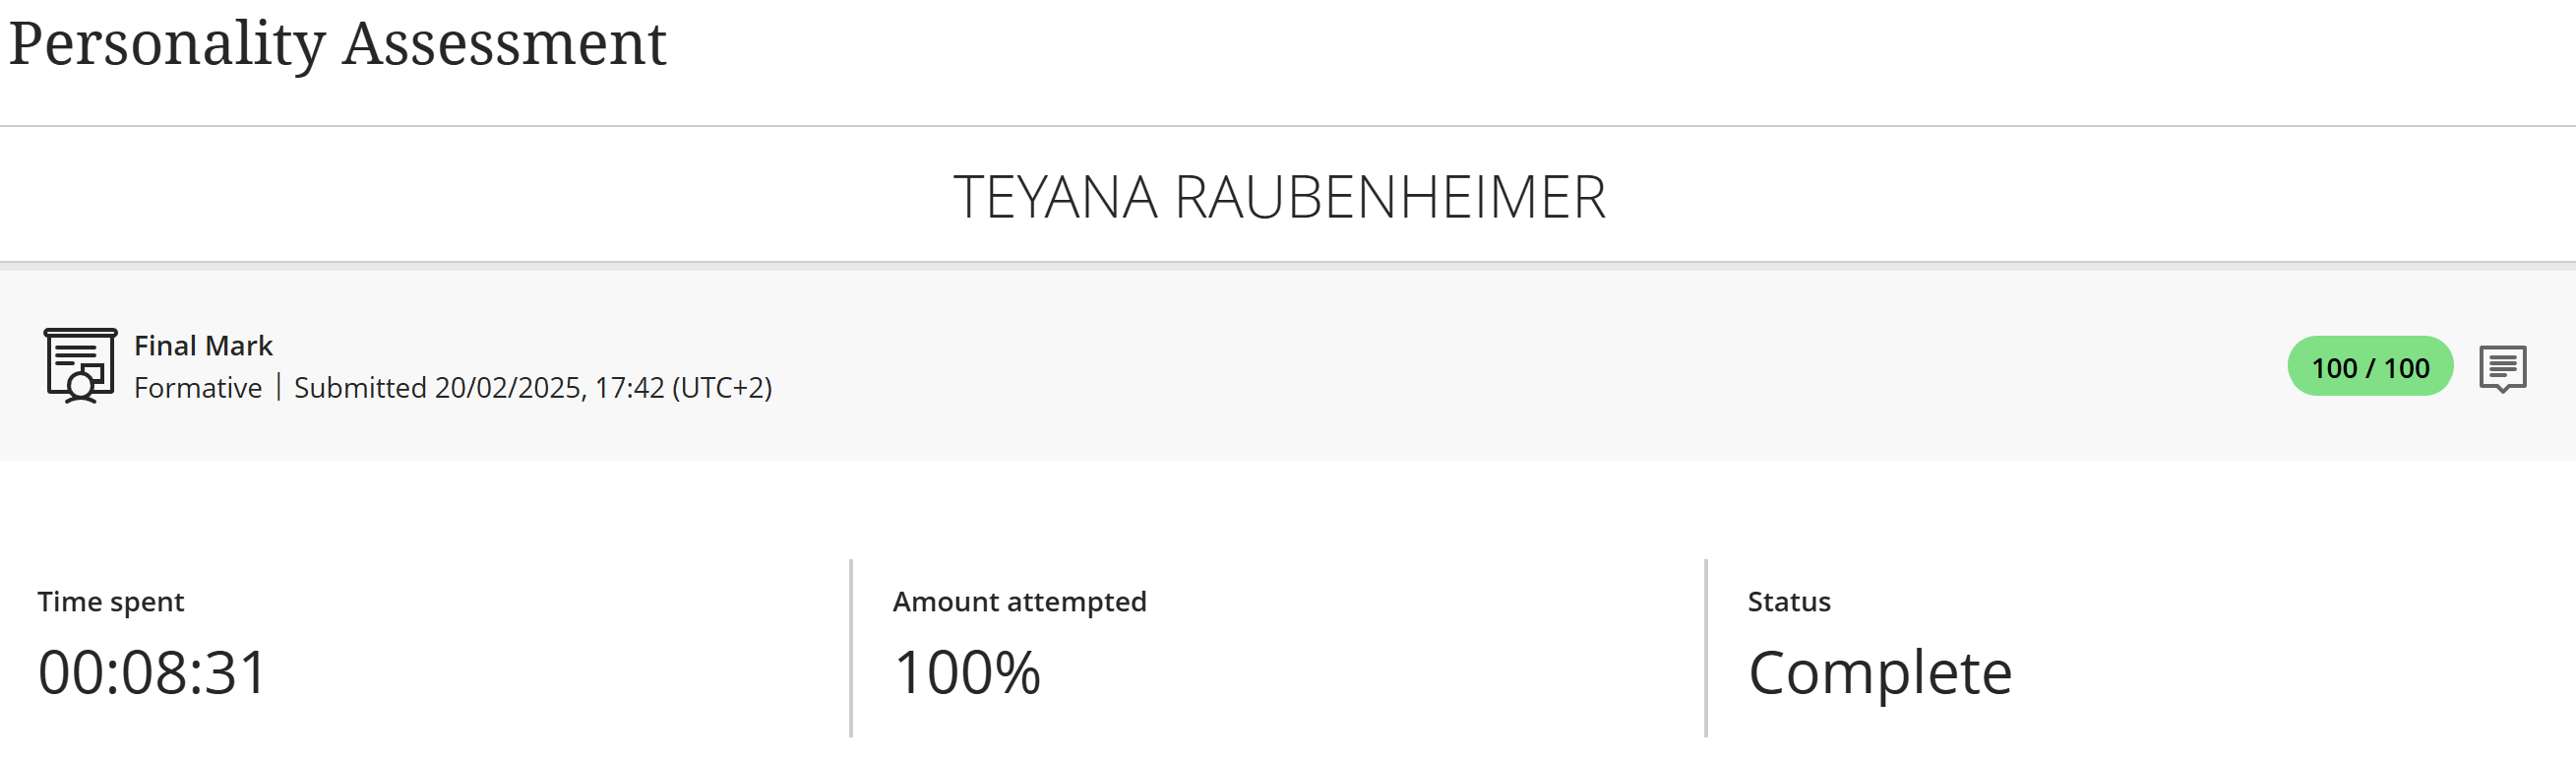 Personality Assessment
TEYANA RAUBENHEIMER
Final Mark
Formative | Submitted 20/02/2025, 17:42 (UTC+2)
100 / 100
Time spent
00:08:31
Amount attempted
100%
Status
Complete